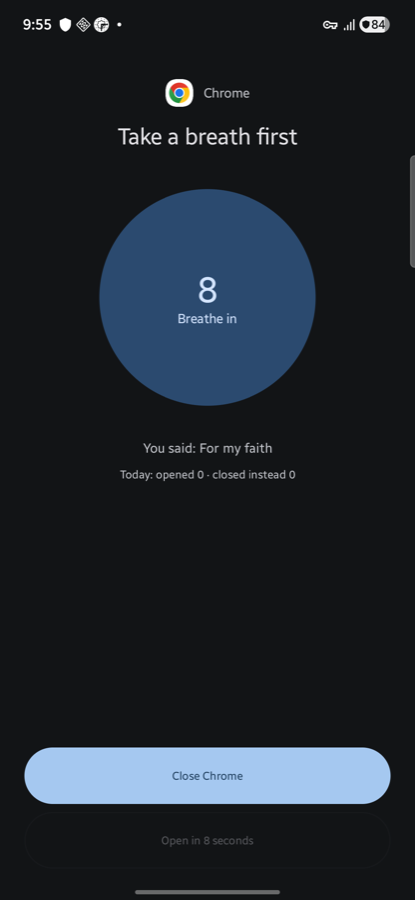 9:55
84
Chrome
Take a breath first
8
Breathe in
You said: For my faith
Today: opened 0 · closed instead 0
Close Chrome
Open in 8 seconds